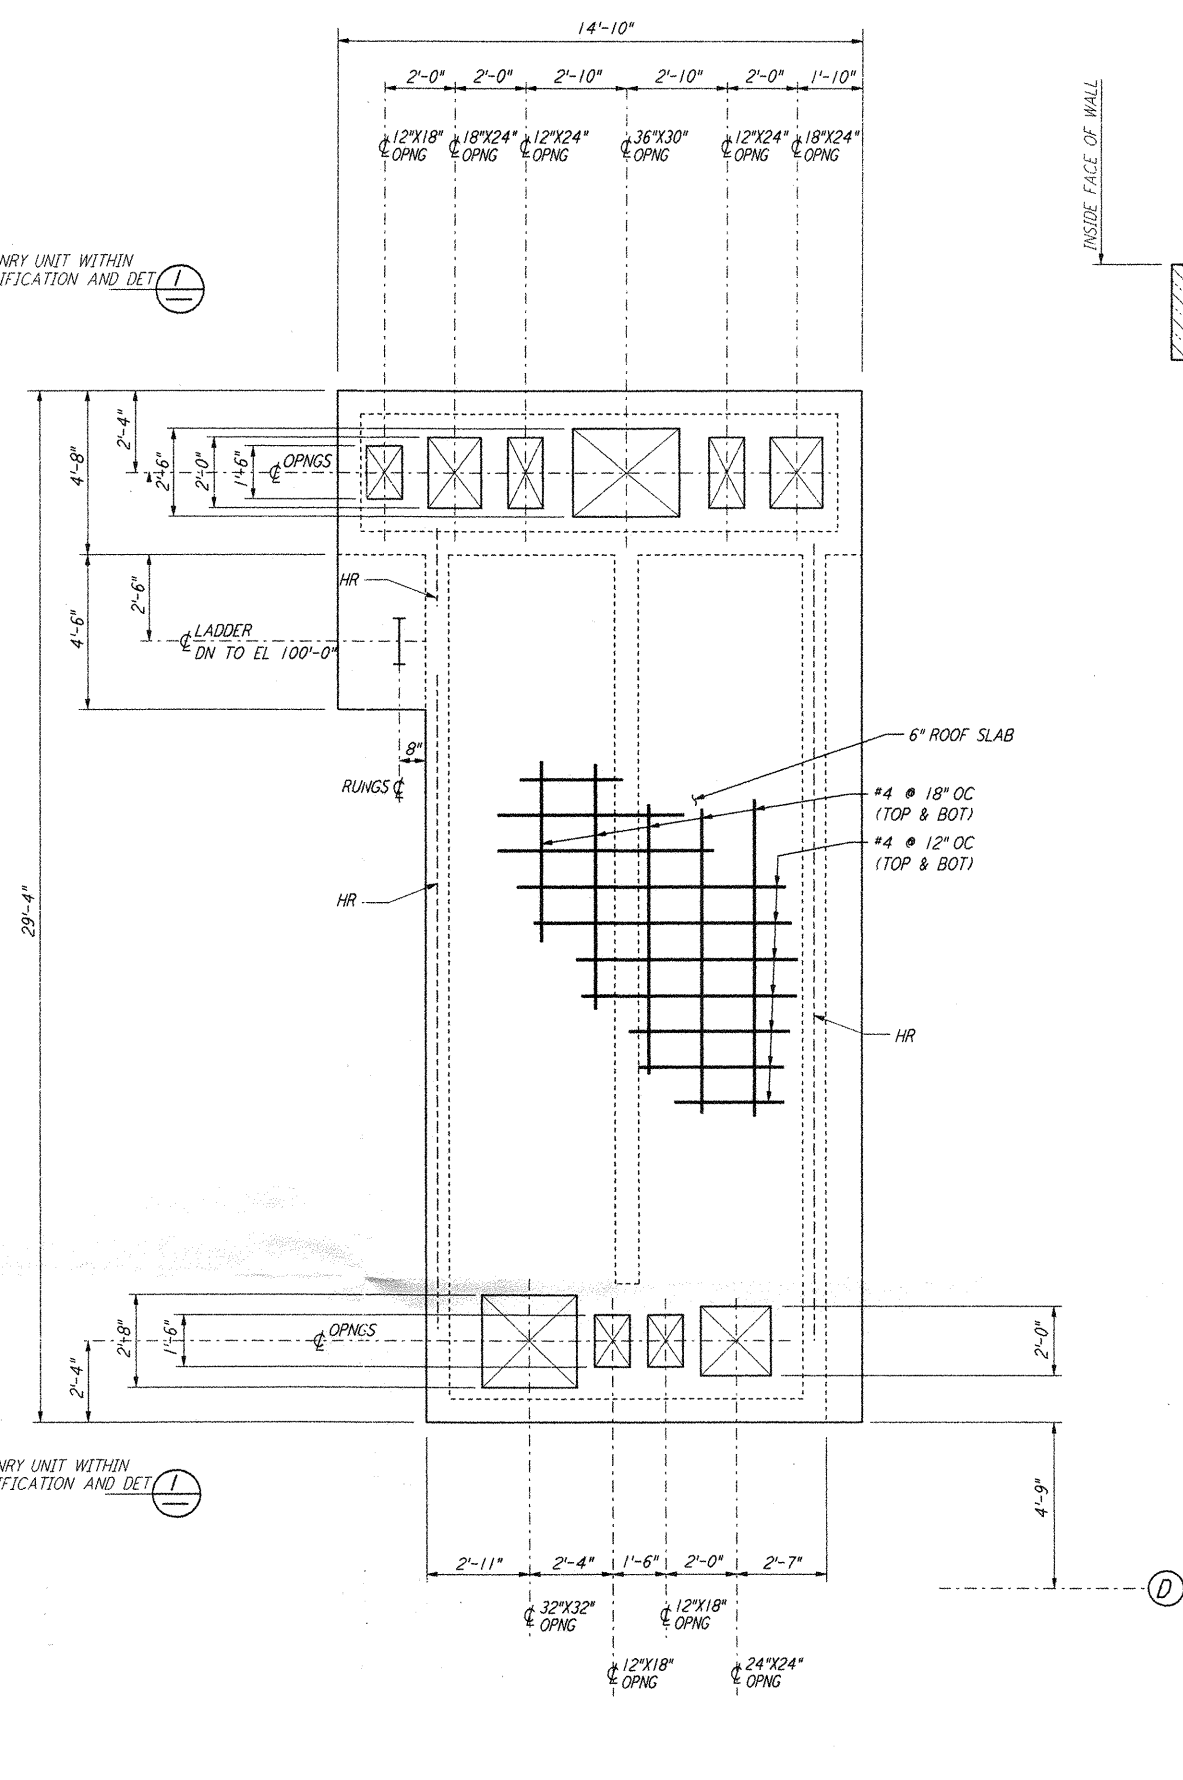 14'-10"
2'-0" 2'-0" 2'-10" 2'-10" 2'-0" 1'-10"
℄ 12"X18" ℄ 18"X24" ℄ 12"X24" ℄ 36"X30" ℄ 12"X24" ℄ 18"X24"
OPNG OPNG OPNG OPNG OPNG OPNG
INSIDE FACE OF WALL
NRY UNIT WITHIN
IFICATION AND DET
1
2'-4"
4'-8"
2'-6"
2'-0"
1'-6"
℄ OPNGS
HR
2'-6"
4'-6"
℄ LADDER
DN TO EL 100'-0"
6" ROOF SLAB
8"
RUNGS ℄
#4 @ 18" OC
(TOP & BOT)
#4 @ 12" OC
(TOP & BOT)
HR
29'-4"
HR
2'-8"
1'-6"
℄ OPNGS
2'-4"
2'-0"
NRY UNIT WITHIN
IFICATION AND DET
1
4'-9"
2'-11" 2'-4" 1'-6" 2'-0" 2'-7"
D
℄ 32"X32" ℄ 12"X18"
OPNG OPNG
℄ 12"X18" ℄ 24"X24"
OPNG OPNG